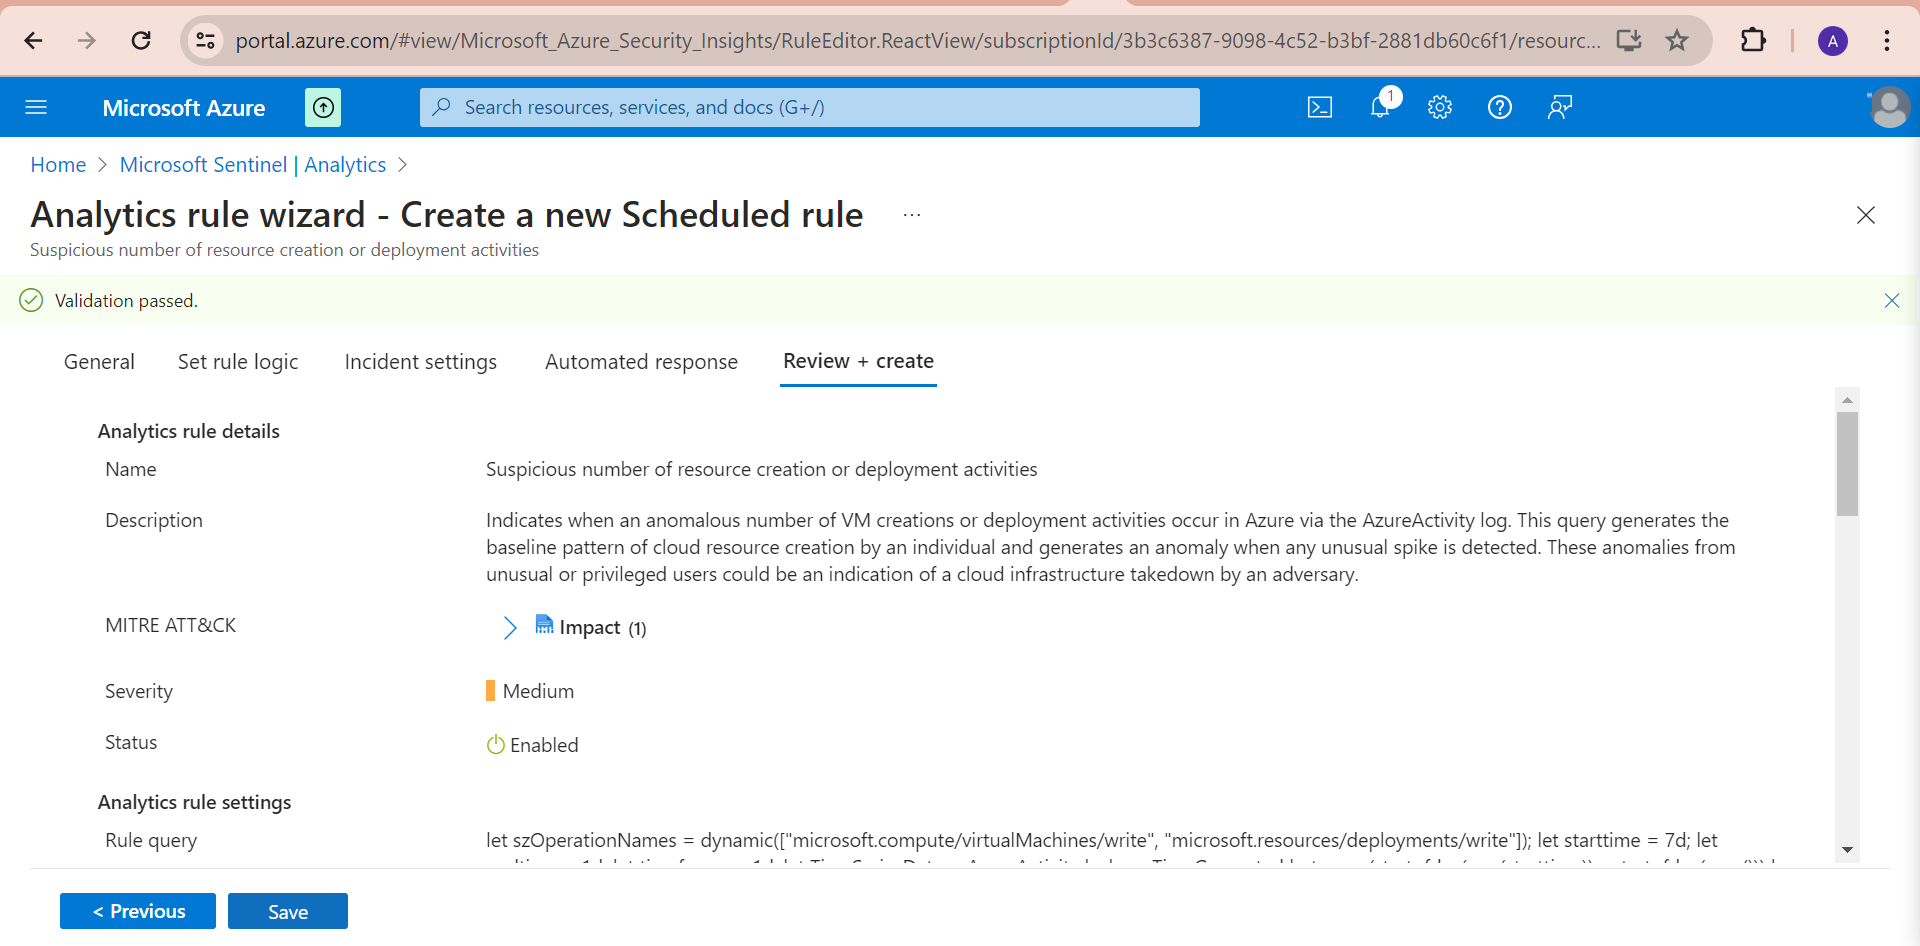 portal.azure.com/#view/Microsoft_Azure_Security_Insights/RuleEditor.ReactView/subscriptionId/3b3c6387-9098-4c52-b3bf-2881db60c6f1/resourc...
A
Microsoft Azure
Search resources, services, and docs (G+/)
1
Home > Microsoft Sentinel | Analytics >
Analytics rule wizard - Create a new Scheduled rule ...
Suspicious number of resource creation or deployment activities
Validation passed.
General Set rule logic Incident settings Automated response Review + create
Analytics rule details
Name Suspicious number of resource creation or deployment activities
Description Indicates when an anomalous number of VM creations or deployment activities occur in Azure via the AzureActivity log. This query generates the
baseline pattern of cloud resource creation by an individual and generates an anomaly when any unusual spike is detected. These anomalies from
unusual or privileged users could be an indication of a cloud infrastructure takedown by an adversary.
MITRE ATT&CK Impact (1)
Severity Medium
Status Enabled
Analytics rule settings
Rule query let szOperationNames = dynamic(["microsoft.compute/virtualMachines/write", "microsoft.resources/deployments/write"]); let starttime = 7d; let
< Previous Save